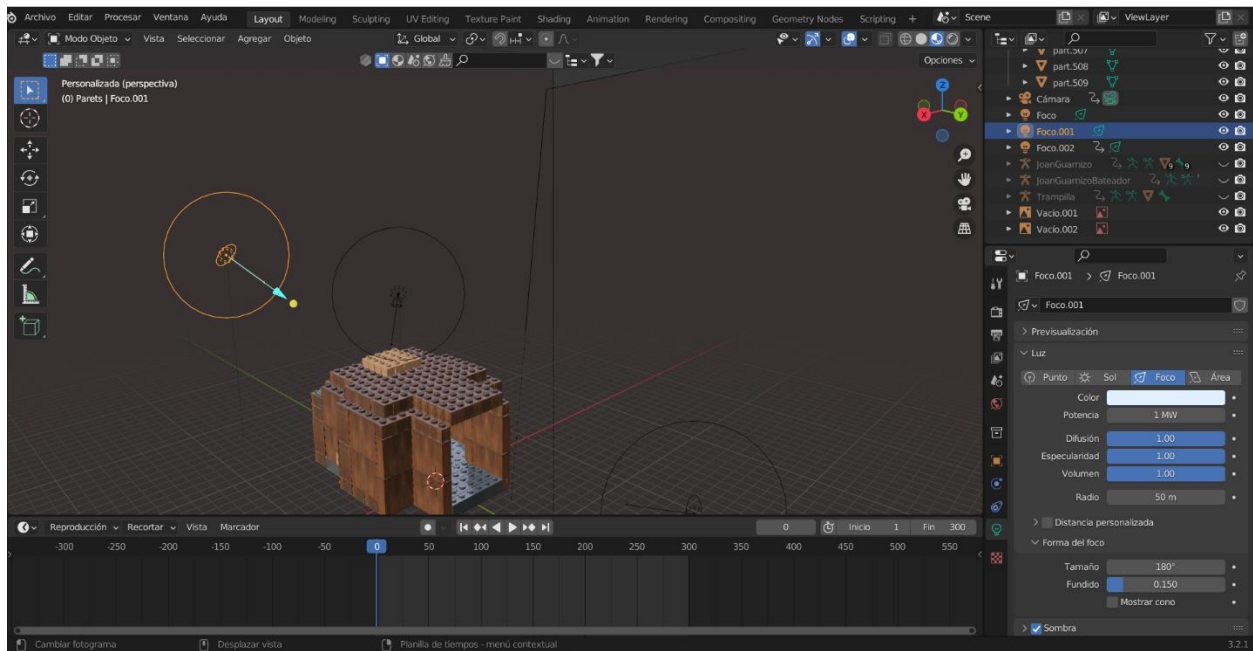 Archivo Editar Procesar Ventana Ayuda Layout Modeling Sculpting UV Editing Texture Paint Shading Animation Rendering Compositing Geometry Nodes Scripting + Scene ViewLayer
Modo Objeto Vista Seleccionar Agregar Objeto Global
Opciones
Personalizada (perspectiva)
(0) Parets | Foco.001
X
Y
Z
part.507
part.508
part.509
Cámara
Foco
Foco.001
Foco.002
JoanGuamizo 9 9
JoanGuamizoBateador
Trampilla
Vacío.001
Vacío.002
Foco.001 > Foco.001
Foco.001
Previsualización
Luz
Punto Sol Foco Área
Color
Potencia 1 MW
Difusión 1.00
Especularidad 1.00
Volumen 1.00
Radio 50 m
Distancia personalizada
Forma del foco
Tamaño 180°
Fundido 0.150
Mostrar cono
Sombra
Reproducción Recortar Vista Marcador 0 Inicio 1 Fin 300
-300 -250 -200 -150 -100 -50 0 50 100 150 200 250 300 350 400 450 500 550
Cambiar fotograma Desplazar vista Planilla de tiempos - menú contextual 3.2.1